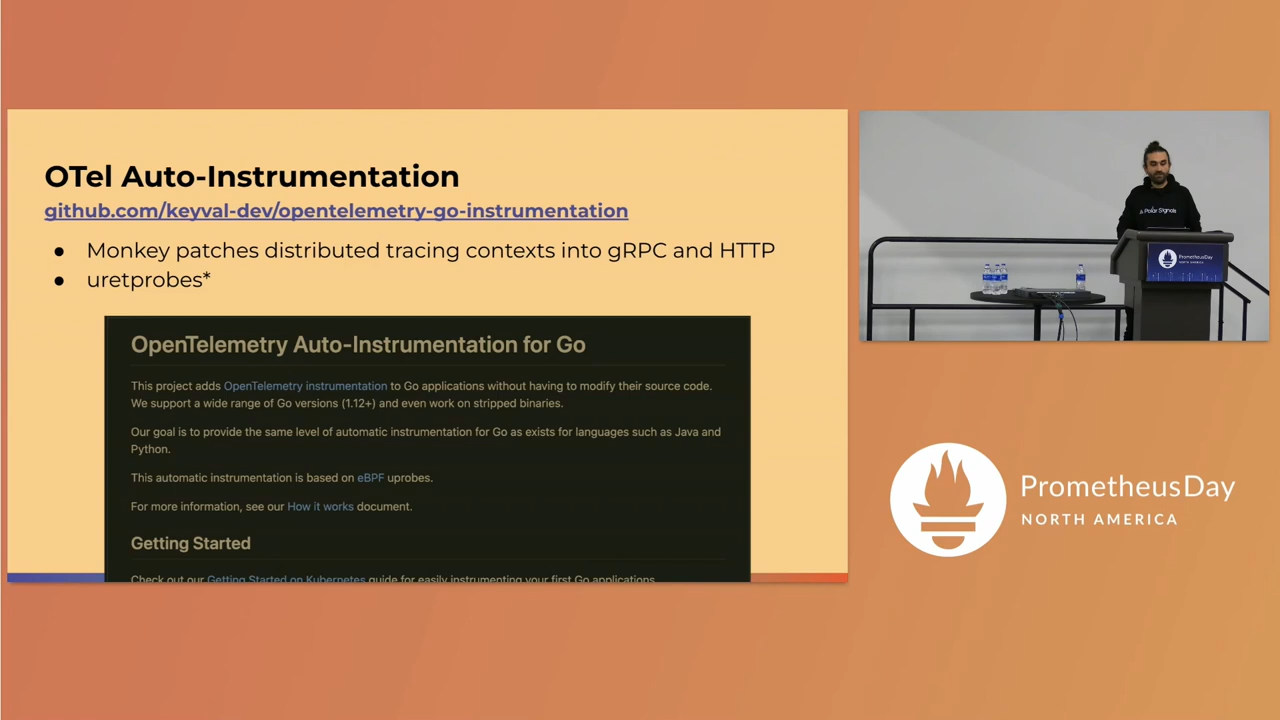 OTel Auto-Instrumentation
github.com/keyval-dev/opentelemetry-go-instrumentation
● Monkey patches distributed tracing contexts into gRPC and HTTP
● uretprobes*
OpenTelemetry Auto-Instrumentation for Go
This project adds OpenTelemetry instrumentation to Go applications without having to modify their source code.
We support a wide range of Go versions (1.12+) and even work on stripped binaries.
Our goal is to provide the same level of automatic instrumentation for Go as exists for languages such as Java and
Python.
This automatic instrumentation is based on eBPF uprobes.
For more information, see our How it works document.
Getting Started
Check out our Getting Started on Kubernetes guide for easily instrumenting your first Go applications.
Polar Signals
PrometheusDay
NORTH AMERICA
PrometheusDay
NORTH AMERICA